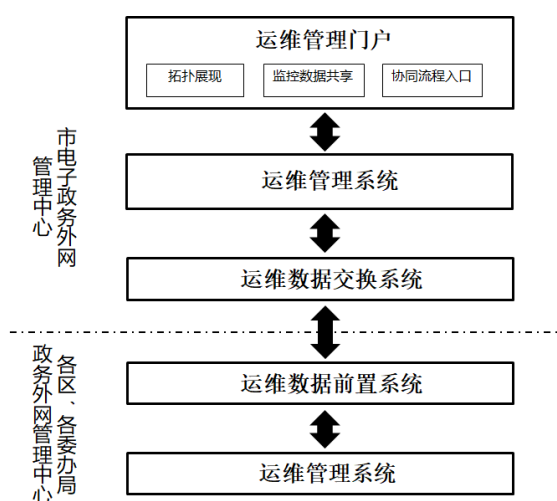 运维管理门户
拓扑展现
监控数据共享
协同流程入口
市电子政务外网
管理中心
运维管理系统
运维数据交换系统
各区、各委办局
政务外网管理中心
运维数据前置系统
运维管理系统